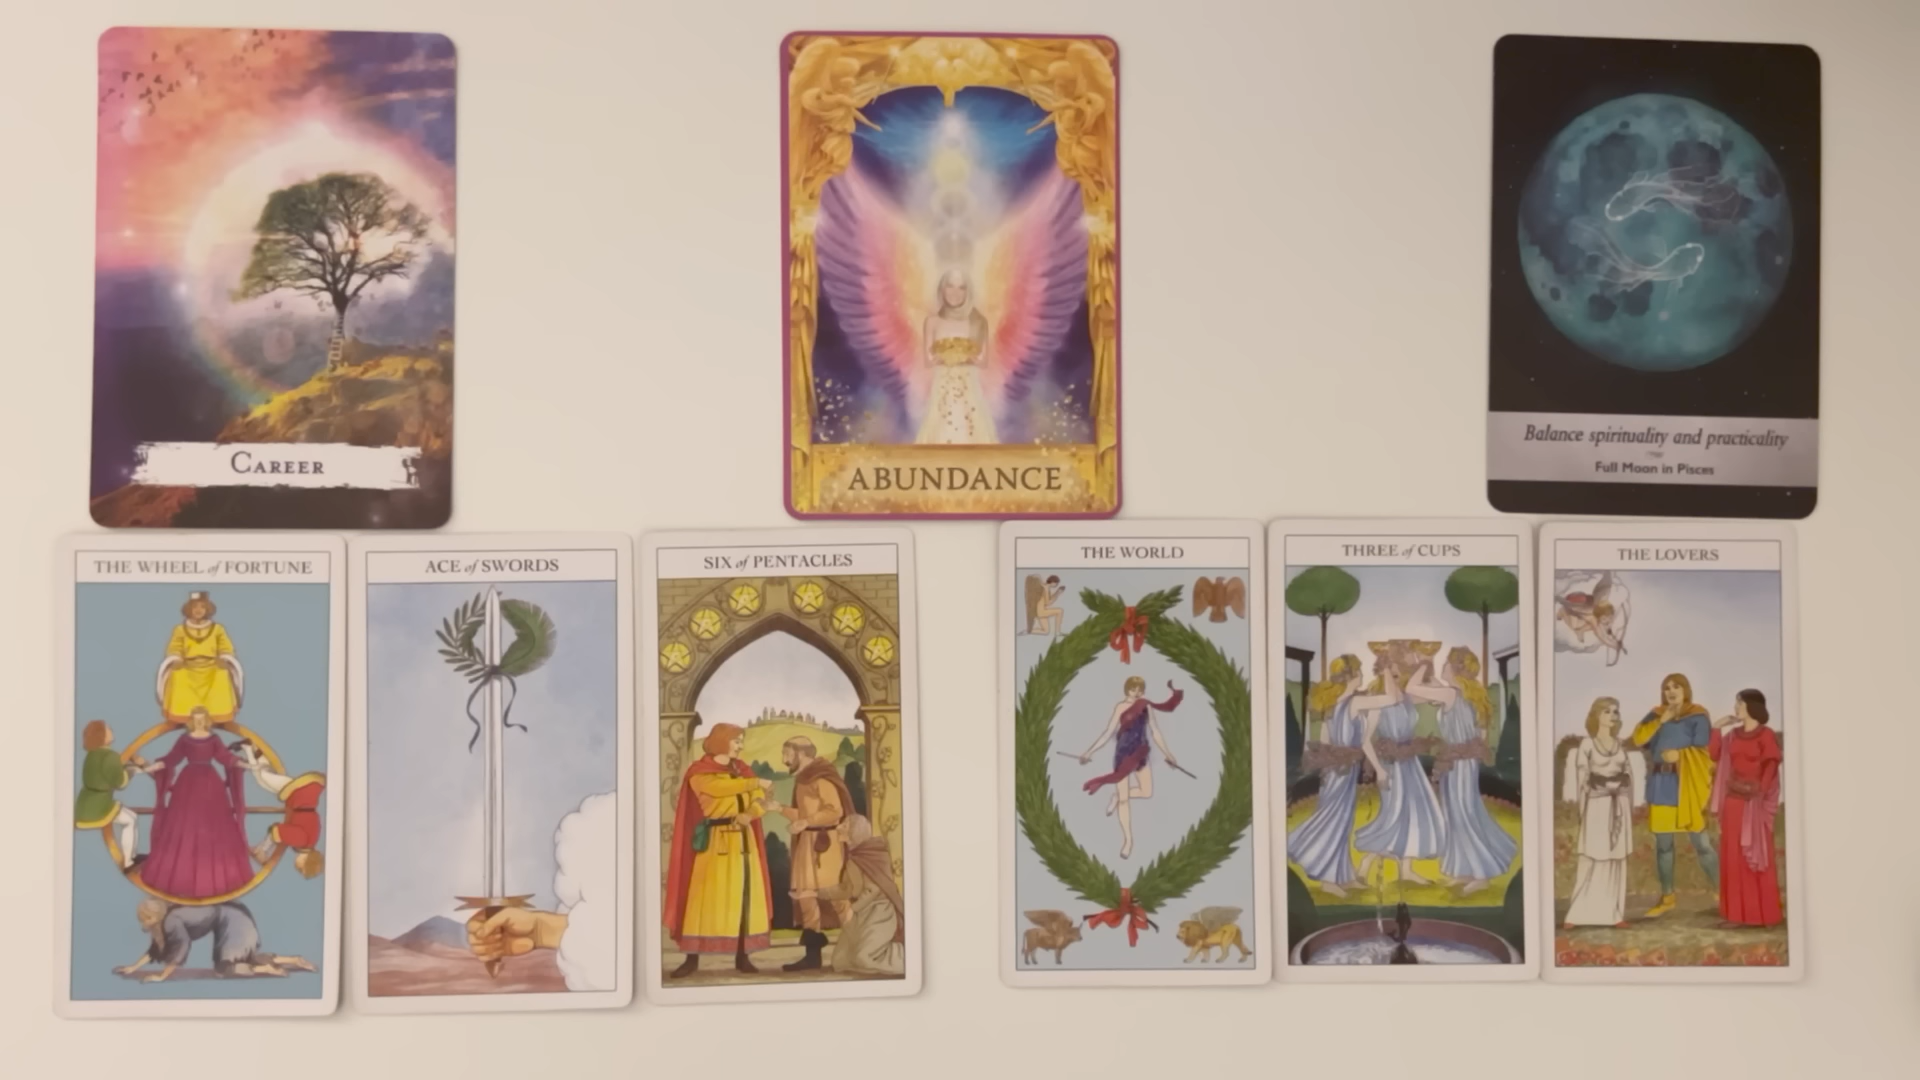 CAREER
ABUNDANCE
Balance spirituality and practicality
Full Moon in Pisces
THE WHEEL of FORTUNE
ACE of SWORDS
SIX of PENTACLES
THE WORLD
THREE of CUPS
THE LOVERS